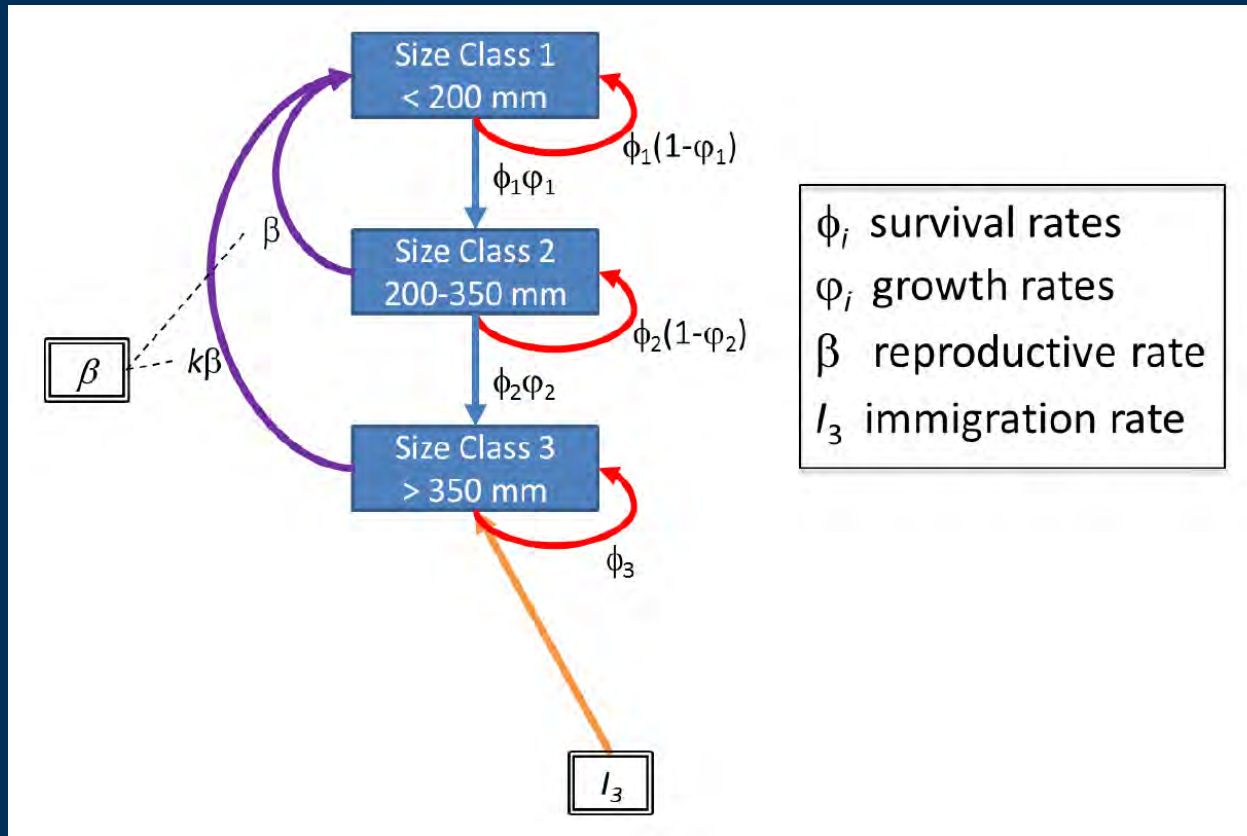 Size Class 1
< 200 mm
ϕ₁(1-φ₁)
ϕ₁φ₁
β
Size Class 2
200-350 mm
ϕ₂(1-φ₂)
β
kβ
ϕ₂φ₂
Size Class 3
> 350 mm
ϕ₃
I₃
ϕᵢ survival rates
φᵢ growth rates
β reproductive rate
I₃ immigration rate